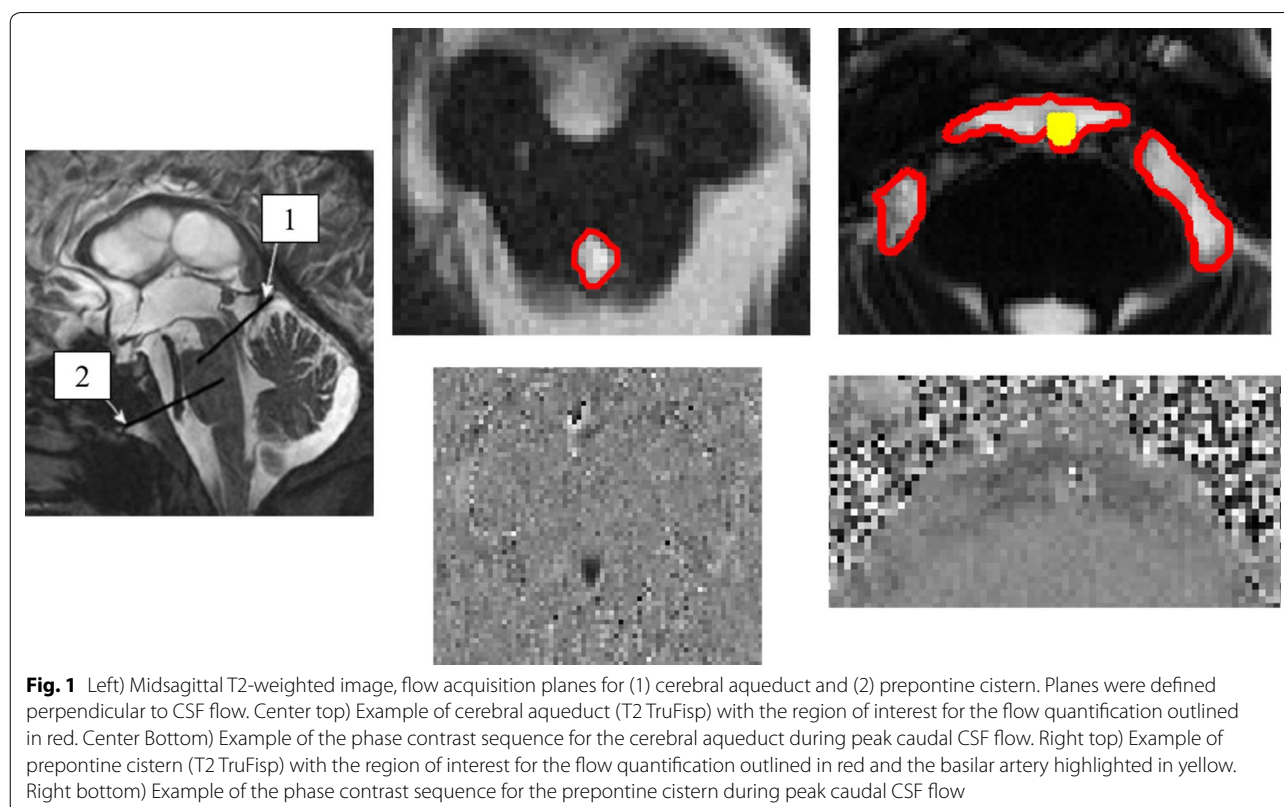 1
2
Fig. 1 Left) Midsagittal T2-weighted image, flow acquisition planes for (1) cerebral aqueduct and (2) prepontine cistern. Planes were defined
perpendicular to CSF flow. Center top) Example of cerebral aqueduct (T2 TruFisp) with the region of interest for the flow quantification outlined
in red. Center Bottom) Example of the phase contrast sequence for the cerebral aqueduct during peak caudal CSF flow. Right top) Example of
prepontine cistern (T2 TruFisp) with the region of interest for the flow quantification outlined in red and the basilar artery highlighted in yellow.
Right bottom) Example of the phase contrast sequence for the prepontine cistern during peak caudal CSF flow